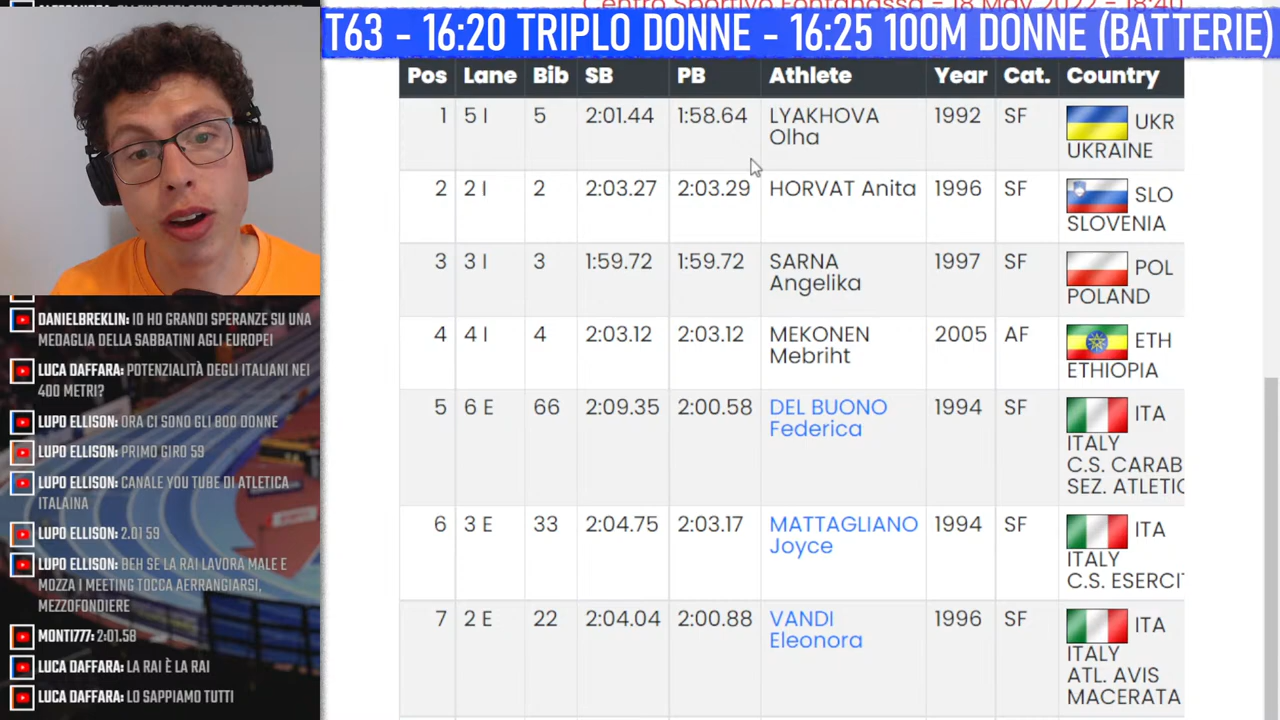 Centro Sportivo Fontanassa - 18 May 2022 - 18:40
T63 - 16:20 TRIPLO DONNE - 16:25 100M DONNE (BATTERIE)
Pos Lane Bib SB PB Athlete Year Cat. Country
1 5 I 5 2:01.44 1:58.64 LYAKHOVA Olha 1992 SF UKR
UKRAINE
2 2 I 2 2:03.27 2:03.29 HORVAT Anita 1996 SF SLO
SLOVENIA
3 3 I 3 1:59.72 1:59.72 SARNA Angelika 1997 SF POL
POLAND
4 4 I 4 2:03.12 2:03.12 MEKONEN Mebriht 2005 AF ETH
ETHIOPIA
5 6 E 66 2:09.35 2:00.58 DEL BUONO Federica 1994 SF ITA
ITALY
C.S. CARAB
SEZ. ATLETIC
6 3 E 33 2:04.75 2:03.17 MATTAGLIANO Joyce 1994 SF ITA
ITALY
C.S. ESERCIT
7 2 E 22 2:04.04 2:00.88 VANDI Eleonora 1996 SF ITA
ITALY
ATL. AVIS
MACERATA
DANIELBREKLIN: IO HO GRANDI SPERANZE SU UNA
MEDAGLIA DELLA SABBATINI AGLI EUROPEI
LUCA DAFFARA: POTENZIALITÀ DEGLI ITALIANI NEI
400 METRI?
LUPO ELLISON: ORA CI SONO GLI 800 DONNE
LUPO ELLISON: PRIMO GIRO 59
LUPO ELLISON: CANALE YOU TUBE DI ATLETICA
ITALAINA
LUPO ELLISON: 2.01 59
LUPO ELLISON: BEH SE LA RAI LAVORA MALE E
MOZZA I MEETING TOCCA AERRANGIARSI,
MEZZOFONDIERE
MONTI777: 2:01.58
LUCA DAFFARA: LA RAI È LA RAI
LUCA DAFFARA: LO SAPPIAMO TUTTI